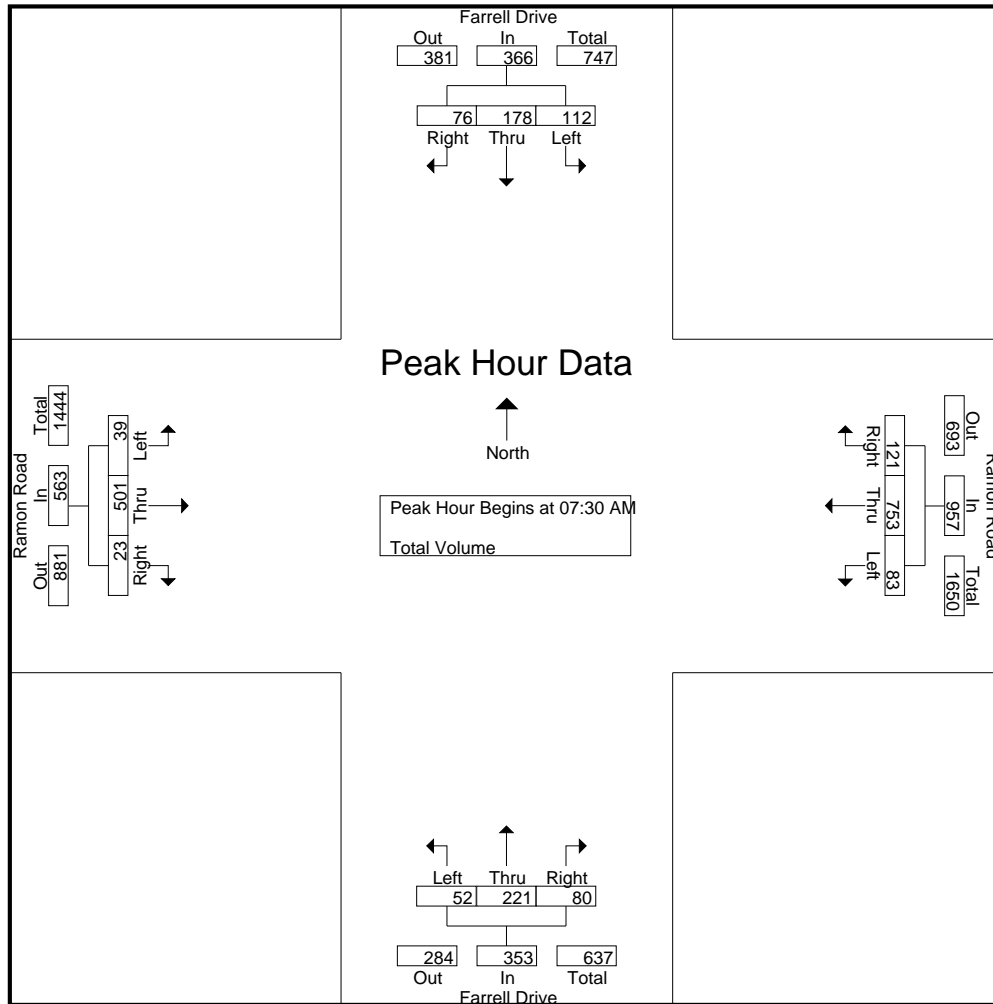 Farrell Drive
Out In Total
381 366 747
76 178 112
Right Thru Left
Peak Hour Data
North
Peak Hour Begins at 07:30 AM
Total Volume
Ramon Road
Out In Total
881 563 1444
Left Thru Right
39 501 23
Ramon Road
Out In Total
693 957 1650
Right Thru Left
121 753 83
Left Thru Right
52 221 80
284 353 637
Out In Total
Farrell Drive